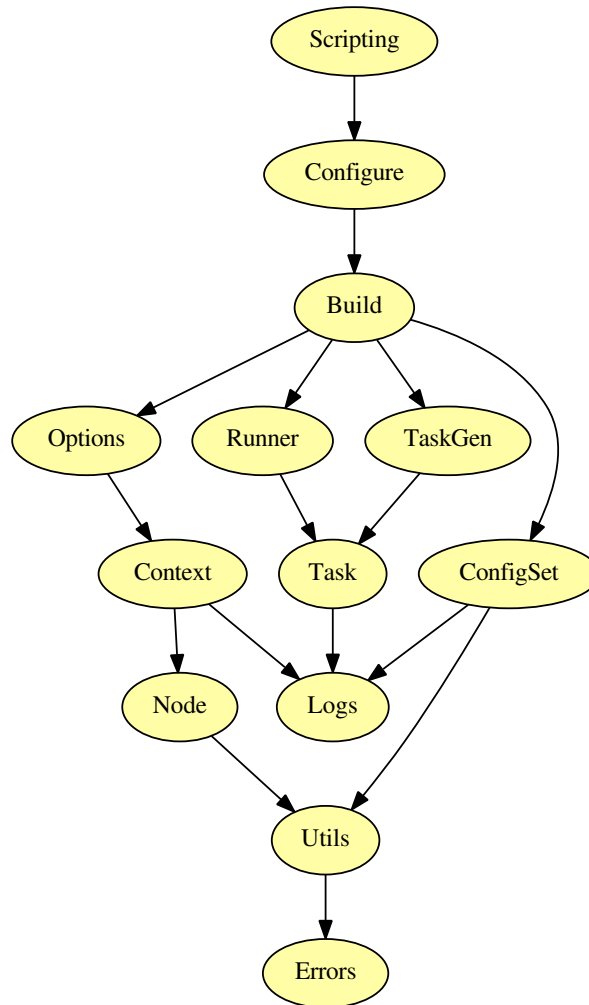 Scripting
Configure
Build
Options
Runner
TaskGen
Context
Task
ConfigSet
Node
Logs
Utils
Errors